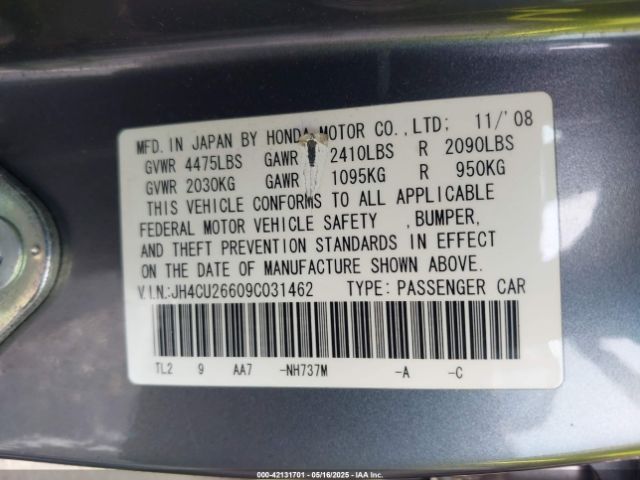 MFD. IN JAPAN BY HONDA MOTOR CO.,LTD: 11/'08
GVWR 4475LBS GAWR 2410LBS R 2090LBS
GVWR 2030KG GAWR 1095KG R 950KG
THIS VEHICLE CONFORMS TO ALL APPLICABLE
FEDERAL MOTOR VEHICLE SAFETY ,BUMPER,
AND THEFT PREVENTION STANDARDS IN EFFECT
ON THE DATE OF MANUFACTURE SHOWN ABOVE.
V.I.N.:JH4CU26609C031462 TYPE: PASSENGER CAR
TL2 9 AA7 -NH737M -A -C
000-42131701 - 05/16/2025 - IAA Inc.